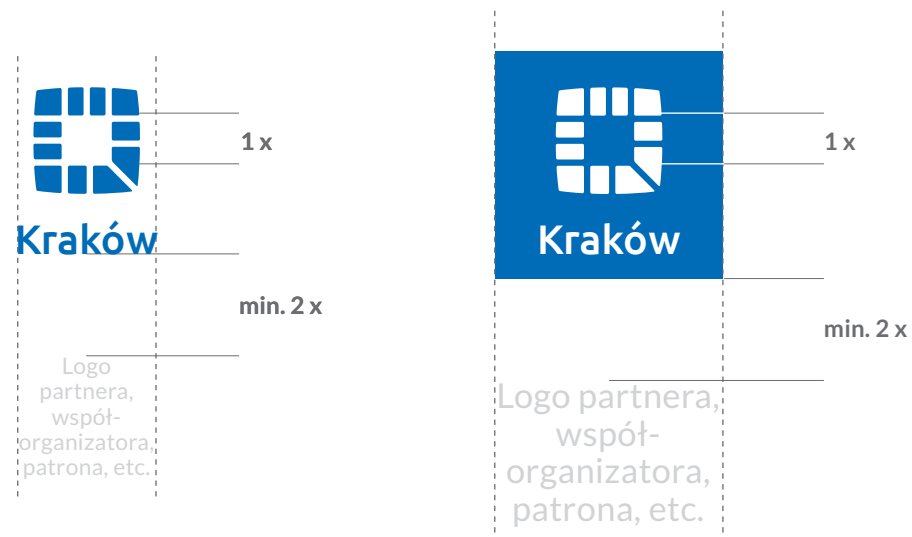 1 x
Kraków
min. 2 x
Logo
partnera,
współ-
organizatora,
patrona, etc.
1 x
Kraków
min. 2 x
Logo partnera,
współ-
organizatora,
patrona, etc.